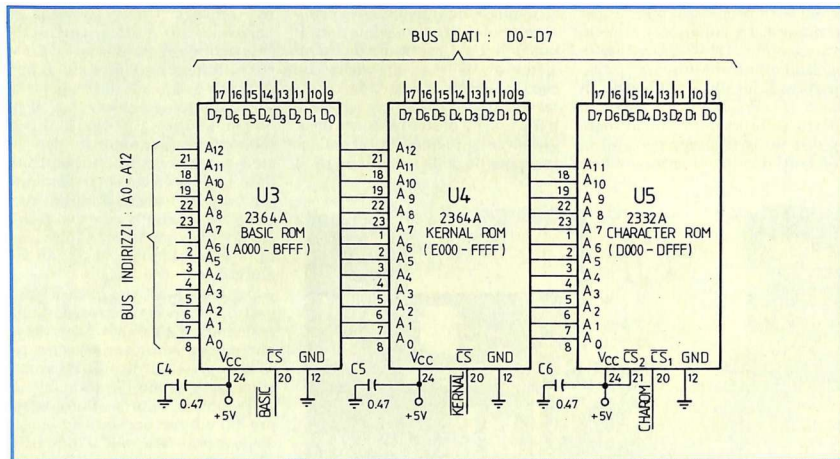 BUS DATI : D0-D7
17 16 15 14 13 11 10 9
D7 D6 D5 D4 D3 D2 D1 D0
17 16 15 14 13 11 10 9
D7 D6 D5 D4 D3 D2 D1 D0
17 16 15 14 13 11 10 9
D7 D6 D5 D4 D3 D2 D1 D0
BUS INDIRIZZI : A0-A12
21
18
19
22
23
1
2
3
4
5
6
7
8
A12
A11
A10
A9
A8
A7
A6
A5
A4
A3
A2
A1
A0
U3
2364A
BASIC ROM
(A000-BFFF)
VCC CS GND
24 20 12
C4
0.47
+5V
BASIC
21
18
19
22
23
1
2
3
4
5
6
7
8
A12
A11
A10
A9
A8
A7
A6
A5
A4
A3
A2
A1
A0
U4
2364A
KERNAL ROM
(E000-FFFF)
VCC CS GND
24 20 12
C5
0.47
+5V
KERNAL
18
19
22
23
1
2
3
4
5
6
7
8
A11
A10
A9
A8
A7
A6
A5
A4
A3
A2
A1
A0
U5
2332A
CHARACTER ROM
(D000-DFFF)
VCC CS2 CS1 GND
24 21 20 12
C6
0.47
+5V
CHAROM